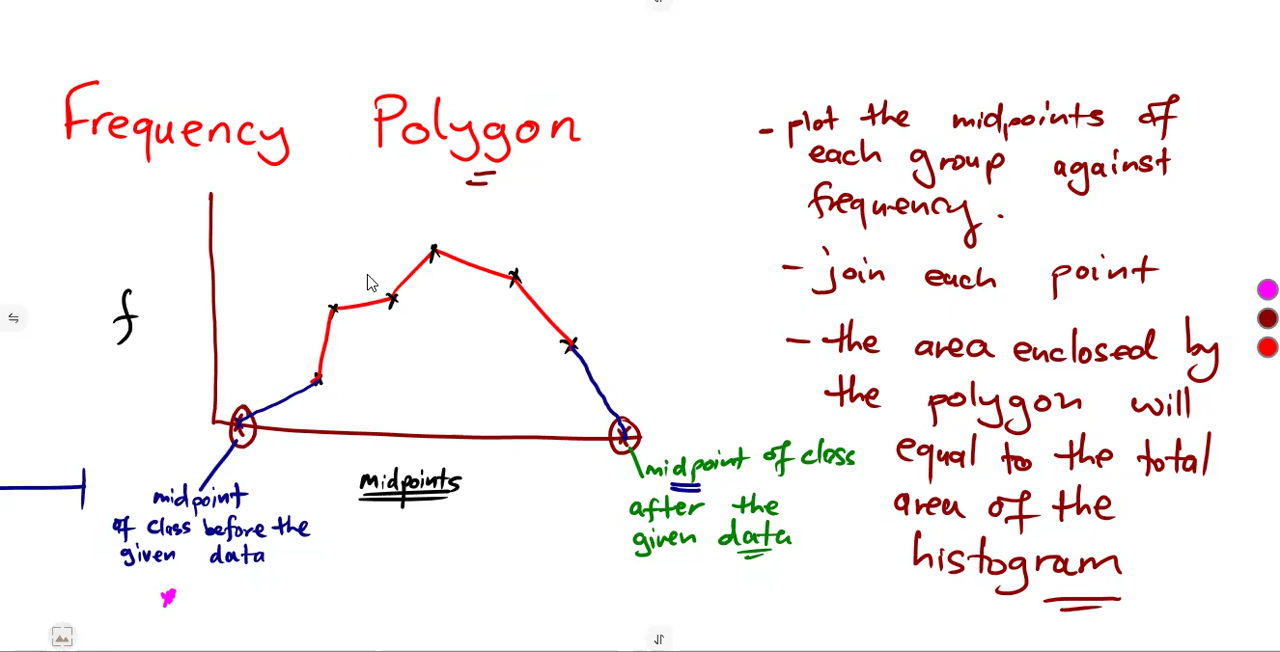 Frequency Polygon
- plot the midpoints of
each group against
frequency.
- join each point
- the area enclosed by
the polygon will
equal to the total
area of the
histogram
f
midpoints
midpoint
of class before the
given data
midpoint of class
after the
given data